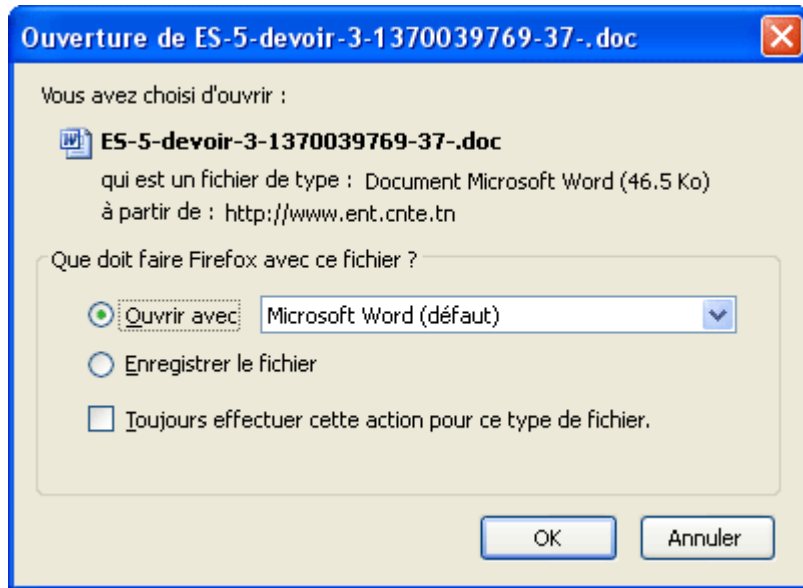 Ouverture de ES-5-devoir-3-1370039769-37-.doc
Vous avez choisi d'ouvrir :
ES-5-devoir-3-1370039769-37-.doc
qui est un fichier de type : Document Microsoft Word (46.5 Ko)
à partir de : http://www.ent.cnte.tn
Que doit faire Firefox avec ce fichier ?
Ouvrir avec Microsoft Word (défaut)
Enregistrer le fichier
Toujours effectuer cette action pour ce type de fichier.
OK Annuler